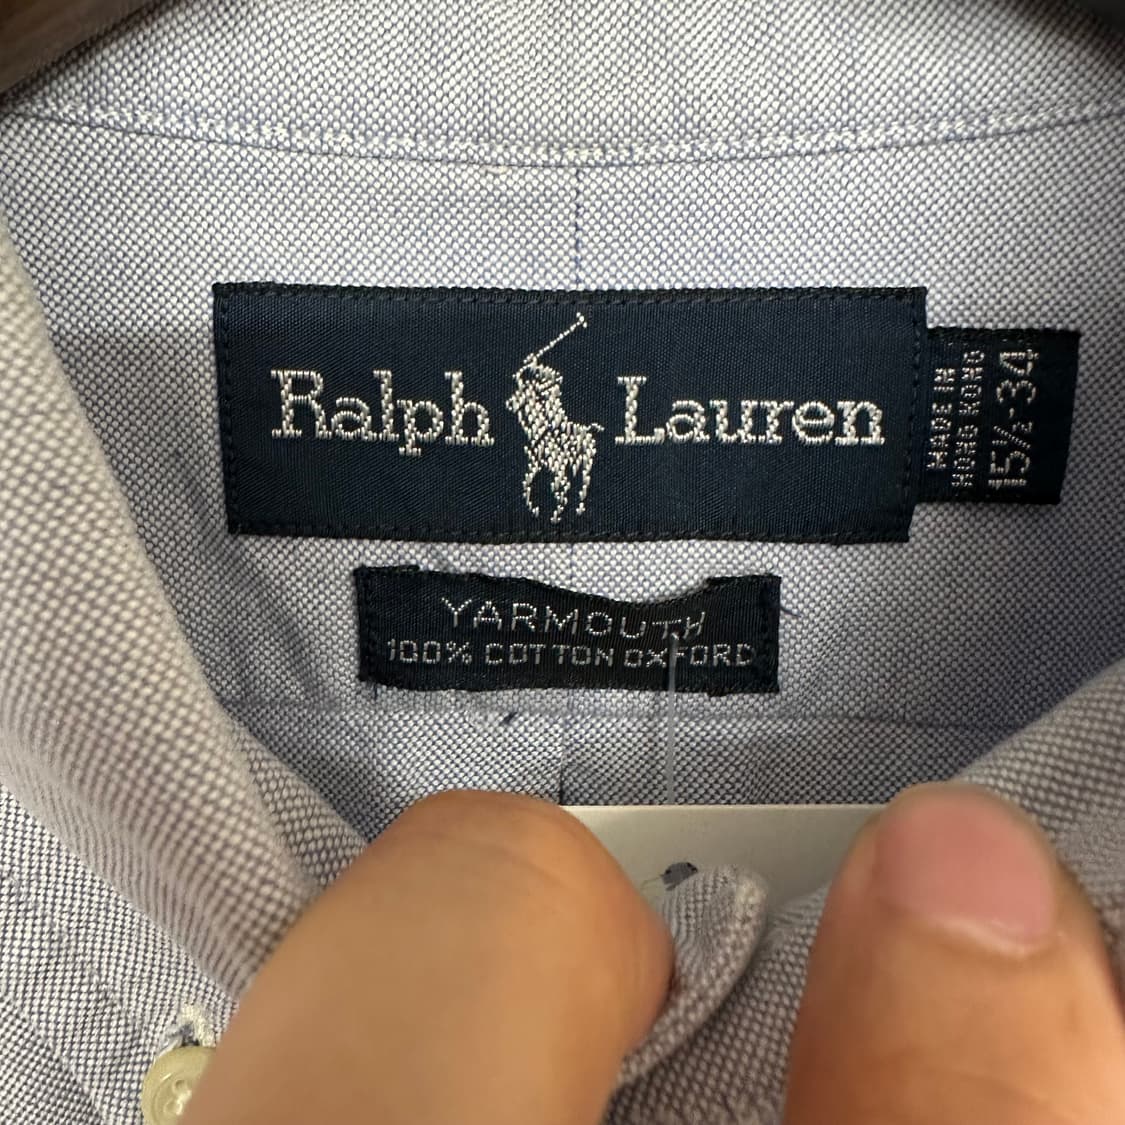 Ralph Lauren
MADE IN
HONG KONG
15½-34
YARMOUTH
100% COTTON OXFORD